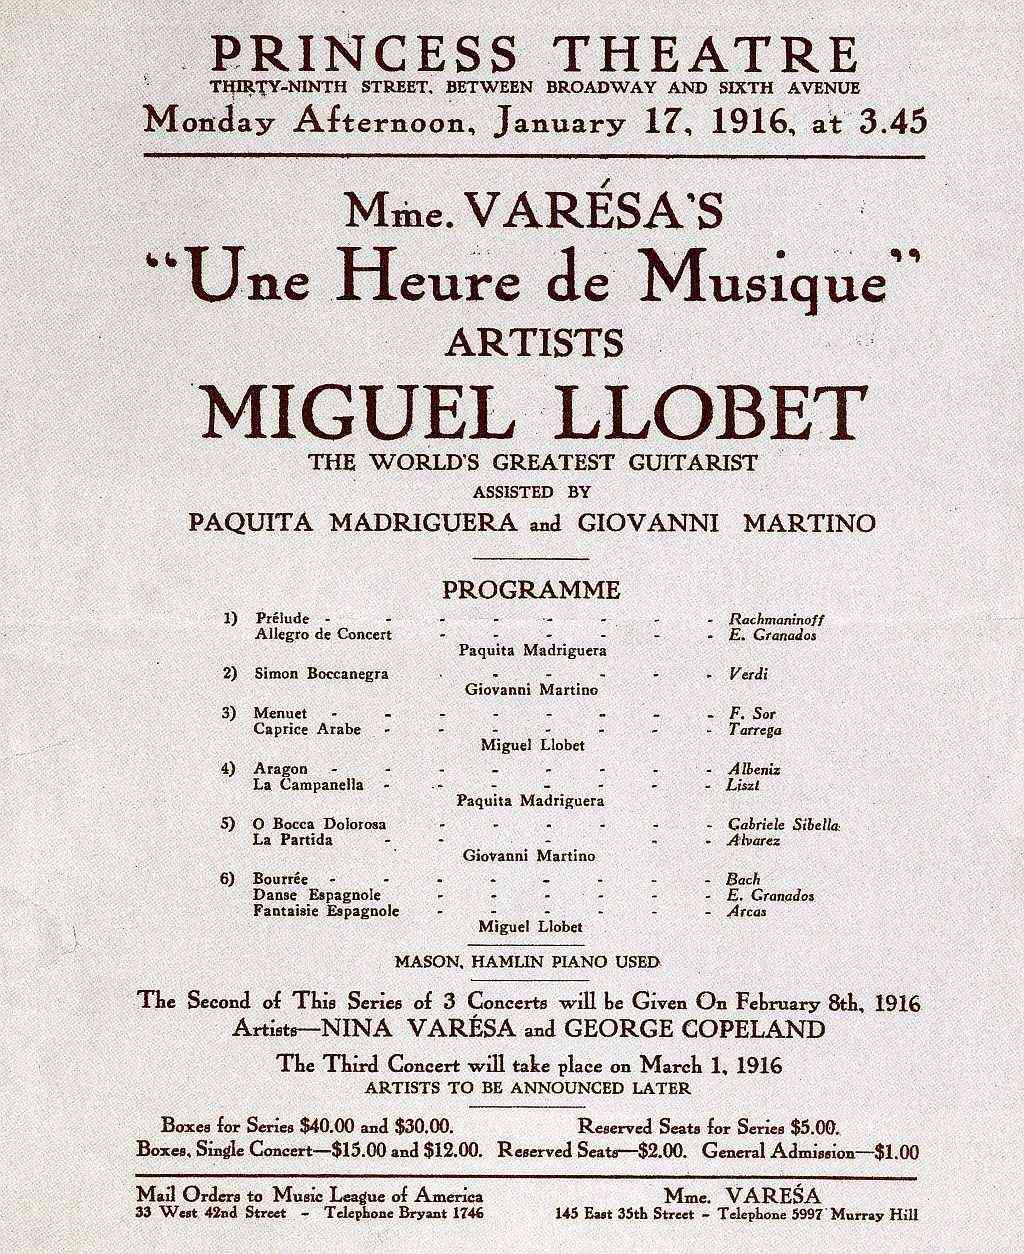 PRINCESS THEATRE
THIRTY-NINTH STREET, BETWEEN BROADWAY AND SIXTH AVENUE
Monday Afternoon, January 17, 1916, at 3.45
Mme. VARÉSA'S
"Une Heure de Musique"
ARTISTS
MIGUEL LLOBET
THE WORLD'S GREATEST GUITARIST
ASSISTED BY
PAQUITA MADRIGUERA and GIOVANNI MARTINO
PROGRAMME
1) Prélude - - - - - - - - Rachmaninoff
Allegro de Concert - - - - - - E. Granados
Paquita Madriguera
2) Simon Boccanegra - - - - - - Verdi
Giovanni Martino
3) Menuet - - - - - - - - F. Sor
Caprice Arabe - - - - - - - Tarrega
Miguel Llobet
4) Aragon - - - - - - - - Albeniz
La Campanella - - - - - - - Liszt
Paquita Madriguera
5) O Bocca Dolorosa - - - - - - Gabriele Sibella
La Partida - - - - - - Alvarez
Giovanni Martino
6) Bourrée - - - - - - - - Bach
Danse Espagnole - - - - - - E. Granados
Fantaisie Espagnole - - - - - - Arcas
Miguel Llobet
MASON, HAMLIN PIANO USED
The Second of This Series of 3 Concerts will be Given On February 8th, 1916
Artists—NINA VARÉSA and GEORGE COPELAND
The Third Concert will take place on March 1, 1916
ARTISTS TO BE ANNOUNCED LATER
Boxes for Series $40.00 and $30.00. Reserved Seats for Series $5.00.
Boxes, Single Concert—$15.00 and $12.00. Reserved Seats—$2.00. General Admission—$1.00
Mail Orders to Music League of America Mme. VARESA
33 West 42nd Street - Telephone Bryant 1746 145 East 35th Street - Telephone 5997 Murray Hill